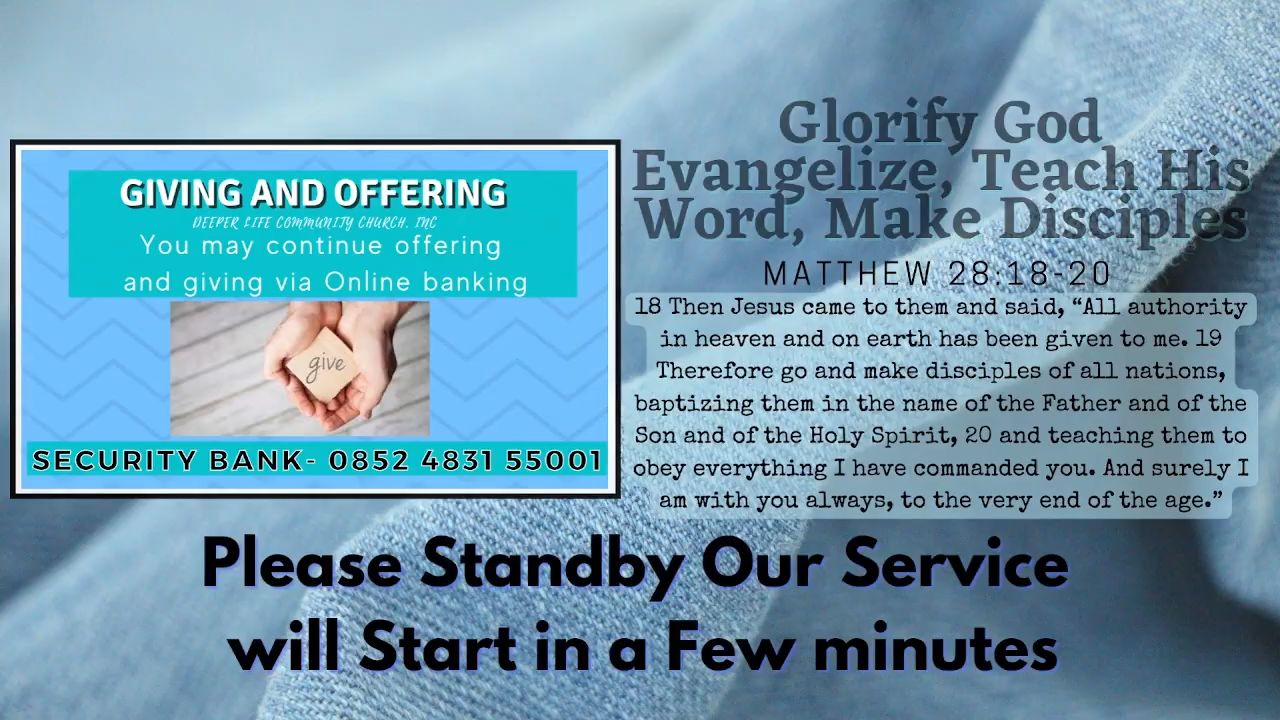 GIVING AND OFFERING
DEEPER LIFE COMMUNITY CHURCH, INC
You may continue offering
and giving via Online banking
give
SECURITY BANK- 0852 4831 55001
Glorify God
Evangelize, Teach His
Word, Make Disciples
MATTHEW 28:18-20
18 Then Jesus came to them and said, “All authority
in heaven and on earth has been given to me. 19
Therefore go and make disciples of all nations,
baptizing them in the name of the Father and of the
Son and of the Holy Spirit, 20 and teaching them to
obey everything I have commanded you. And surely I
am with you always, to the very end of the age.”
Please Standby Our Service
will Start in a Few minutes